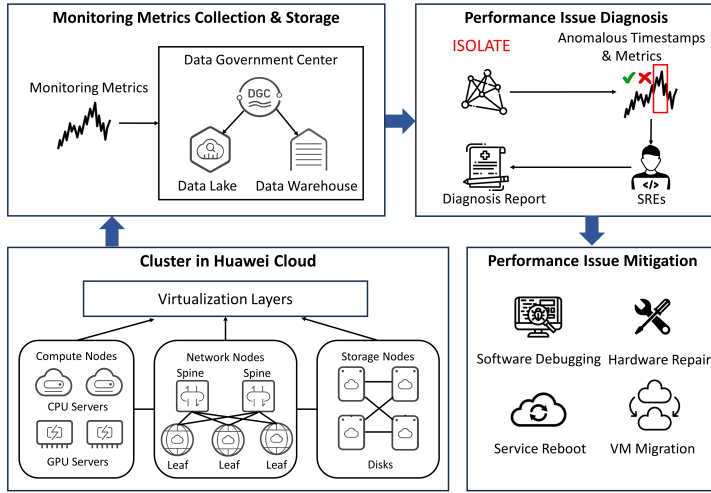 Monitoring Metrics Collection & Storage
Data Government Center
Monitoring Metrics
DGC
Data Lake
Data Warehouse
Performance Issue Diagnosis
ISOLATE
Anomalous Timestamps
& Metrics
Diagnosis Report
</>
SREs
Cluster in Huawei Cloud
Virtualization Layers
Compute Nodes
CPU Servers
GPU Servers
Network Nodes
Spine
Spine
Leaf
Leaf
Leaf
Storage Nodes
Disks
Performance Issue Mitigation
Software Debugging
Hardware Repair
Service Reboot
VM Migration